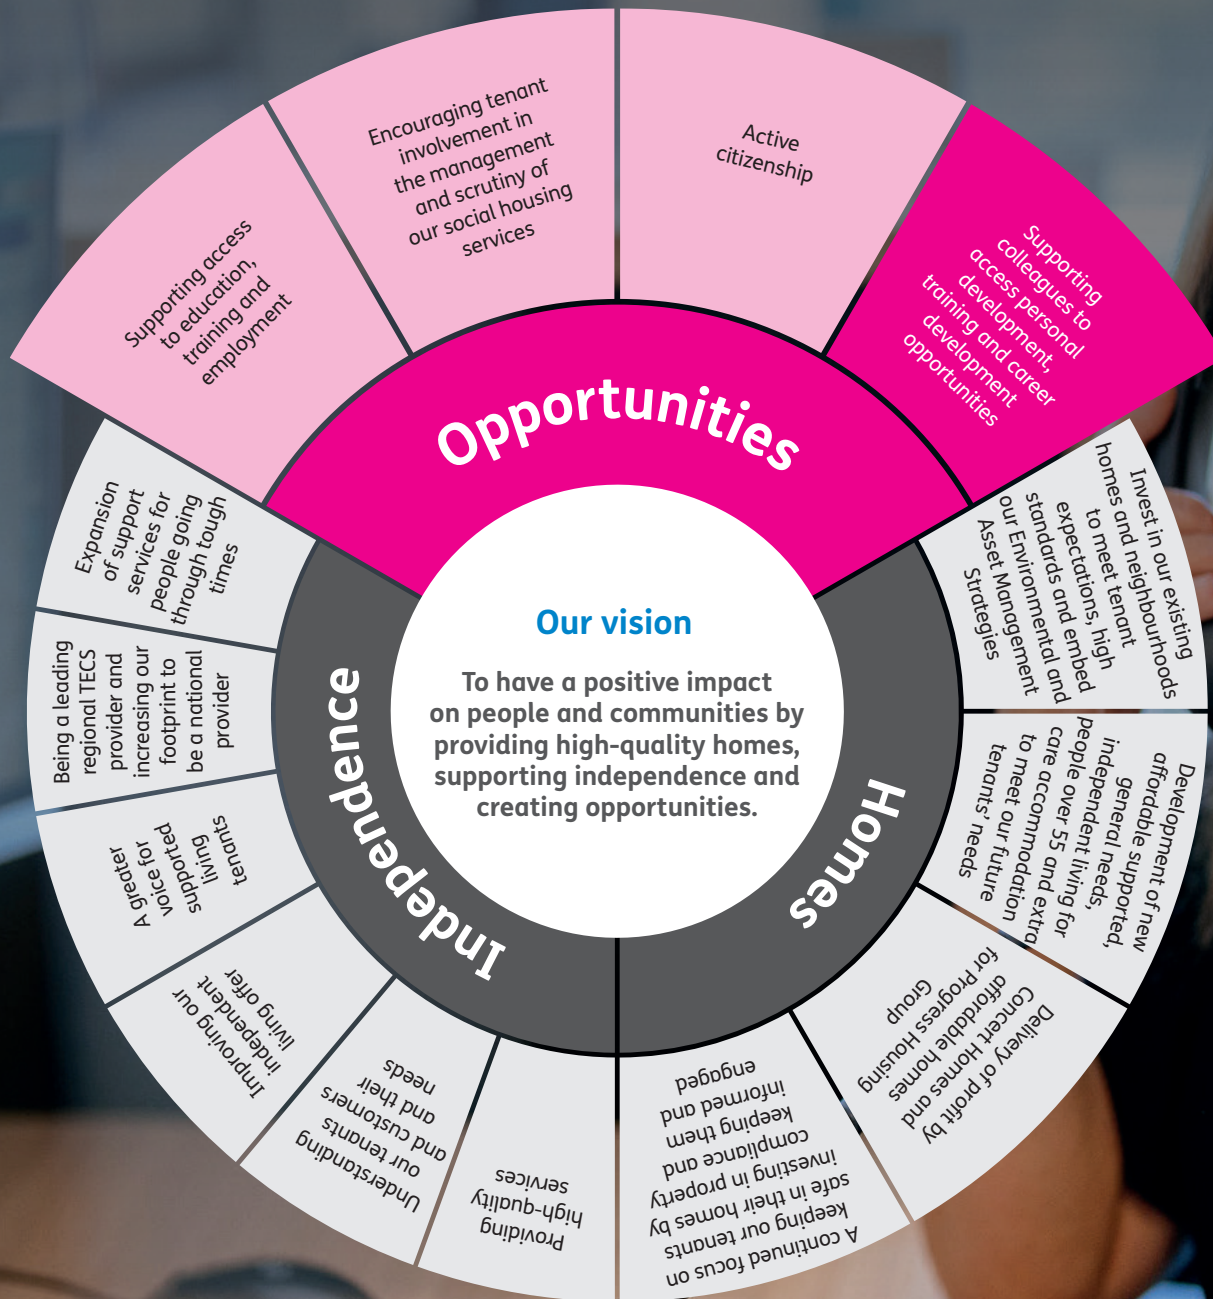 Our vision
To have a positive impact
on people and communities by
providing high-quality homes,
supporting independence and
creating opportunities.
Opportunities
Supporting access
to education,
training and
employment
Encouraging tenant
involvement in
the management
and scrutiny of
our social housing
services
Active
citizenship
Supporting
colleagues to
access personal
development,
training and career
development
opportunities
Homes
Invest in our existing
homes and neighbourhoods
to meet tenant
expectations, high
standards and embed
our Environmental and
Asset Management
Strategies
Development of new
affordable supported,
general needs,
independent living for
people over 55 and extra
care accommodation
to meet our future
tenants' needs
Delivery of profit by
Concert Homes and
affordable homes
for Progress Housing
Group
A continued focus on
keeping our tenants
safe in their homes by
investing in property
compliance and
keeping them
informed and
engaged
Independence
Providing
high-quality
services
Understanding
our tenants
and customers
and their
needs
Improving our
independent
living offer
A greater
voice for
supported
living
tenants
Being a leading
regional TECS
provider and
increasing our
footprint to
be a national
provider
Expansion
of support
services for
people going
through tough
times